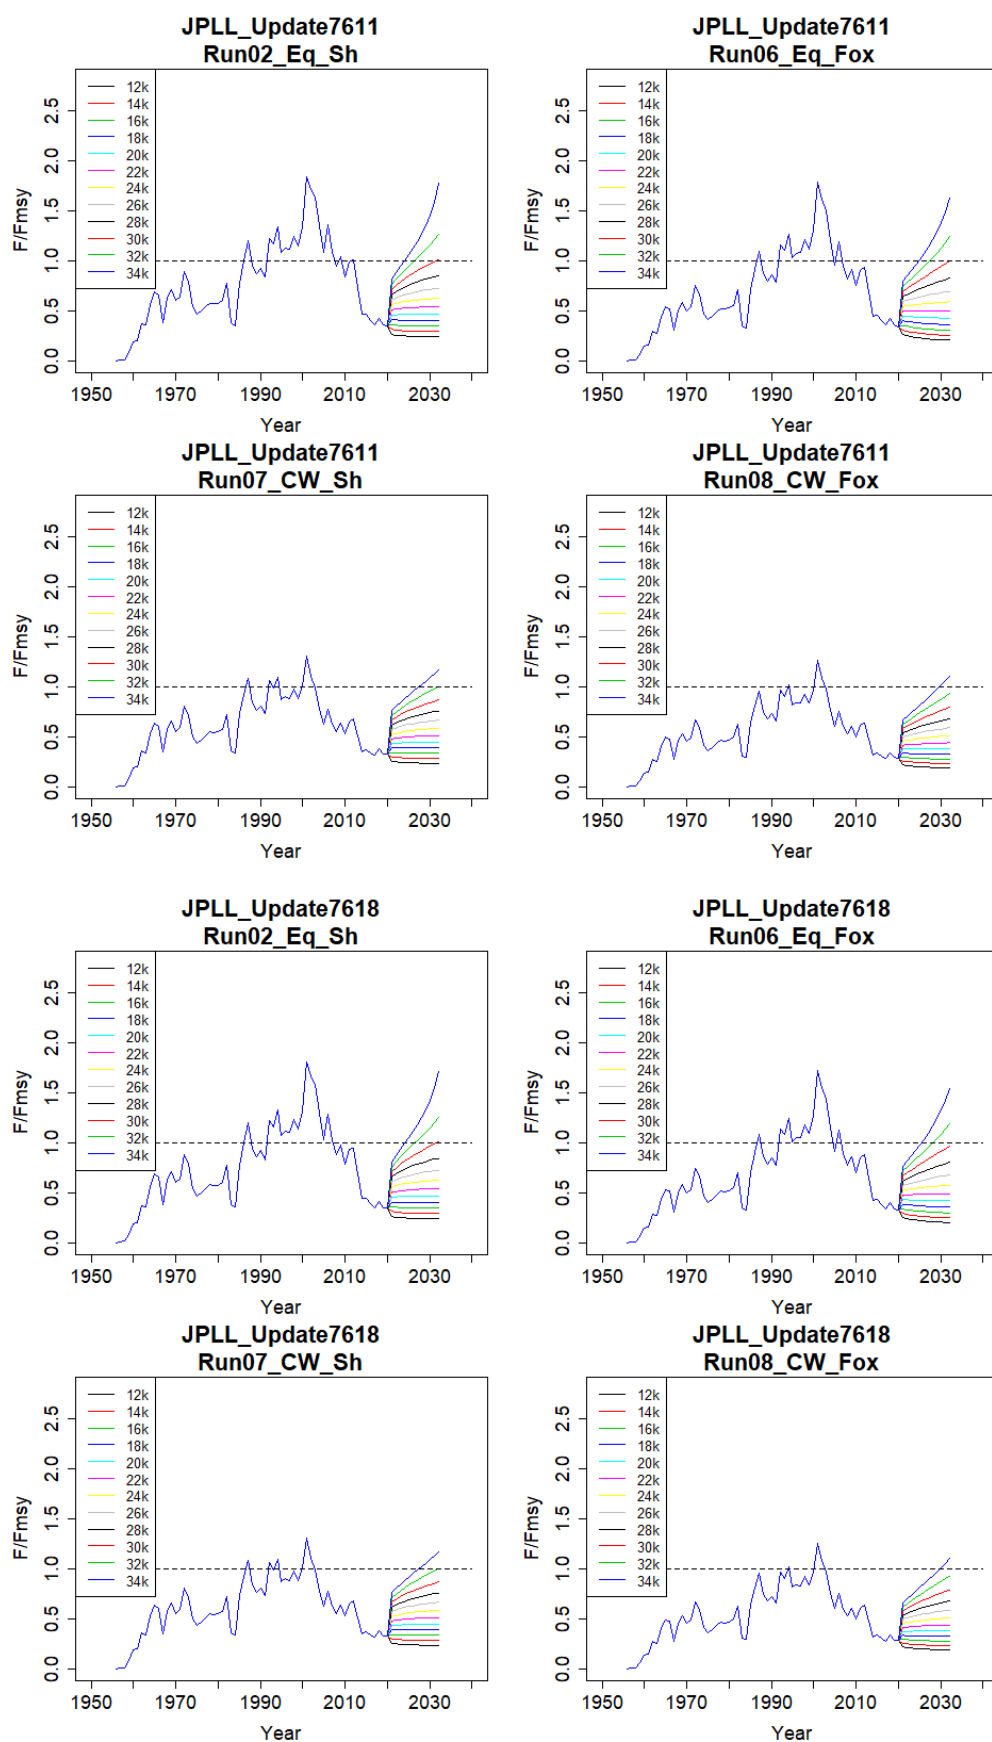 JPLL_Update7611
Run02_Eq_Sh
12k
14k
16k
18k
20k
22k
24k
26k
28k
30k
32k
34k
F/Fmsy
0.0 0.5 1.0 1.5 2.0 2.5
1950 1970 1990 2010 2030
Year
JPLL_Update7611
Run06_Eq_Fox
12k
14k
16k
18k
20k
22k
24k
26k
28k
30k
32k
34k
F/Fmsy
0.0 0.5 1.0 1.5 2.0 2.5
1950 1970 1990 2010 2030
Year
JPLL_Update7611
Run07_CW_Sh
12k
14k
16k
18k
20k
22k
24k
26k
28k
30k
32k
34k
F/Fmsy
0.0 0.5 1.0 1.5 2.0 2.5
1950 1970 1990 2010 2030
Year
JPLL_Update7611
Run08_CW_Fox
12k
14k
16k
18k
20k
22k
24k
26k
28k
30k
32k
34k
F/Fmsy
0.0 0.5 1.0 1.5 2.0 2.5
1950 1970 1990 2010 2030
Year
JPLL_Update7618
Run02_Eq_Sh
12k
14k
16k
18k
20k
22k
24k
26k
28k
30k
32k
34k
F/Fmsy
0.0 0.5 1.0 1.5 2.0 2.5
1950 1970 1990 2010 2030
Year
JPLL_Update7618
Run06_Eq_Fox
12k
14k
16k
18k
20k
22k
24k
26k
28k
30k
32k
34k
F/Fmsy
0.0 0.5 1.0 1.5 2.0 2.5
1950 1970 1990 2010 2030
Year
JPLL_Update7618
Run07_CW_Sh
12k
14k
16k
18k
20k
22k
24k
26k
28k
30k
32k
34k
F/Fmsy
0.0 0.5 1.0 1.5 2.0 2.5
1950 1970 1990 2010 2030
Year
JPLL_Update7618
Run08_CW_Fox
12k
14k
16k
18k
20k
22k
24k
26k
28k
30k
32k
34k
F/Fmsy
0.0 0.5 1.0 1.5 2.0 2.5
1950 1970 1990 2010 2030
Year